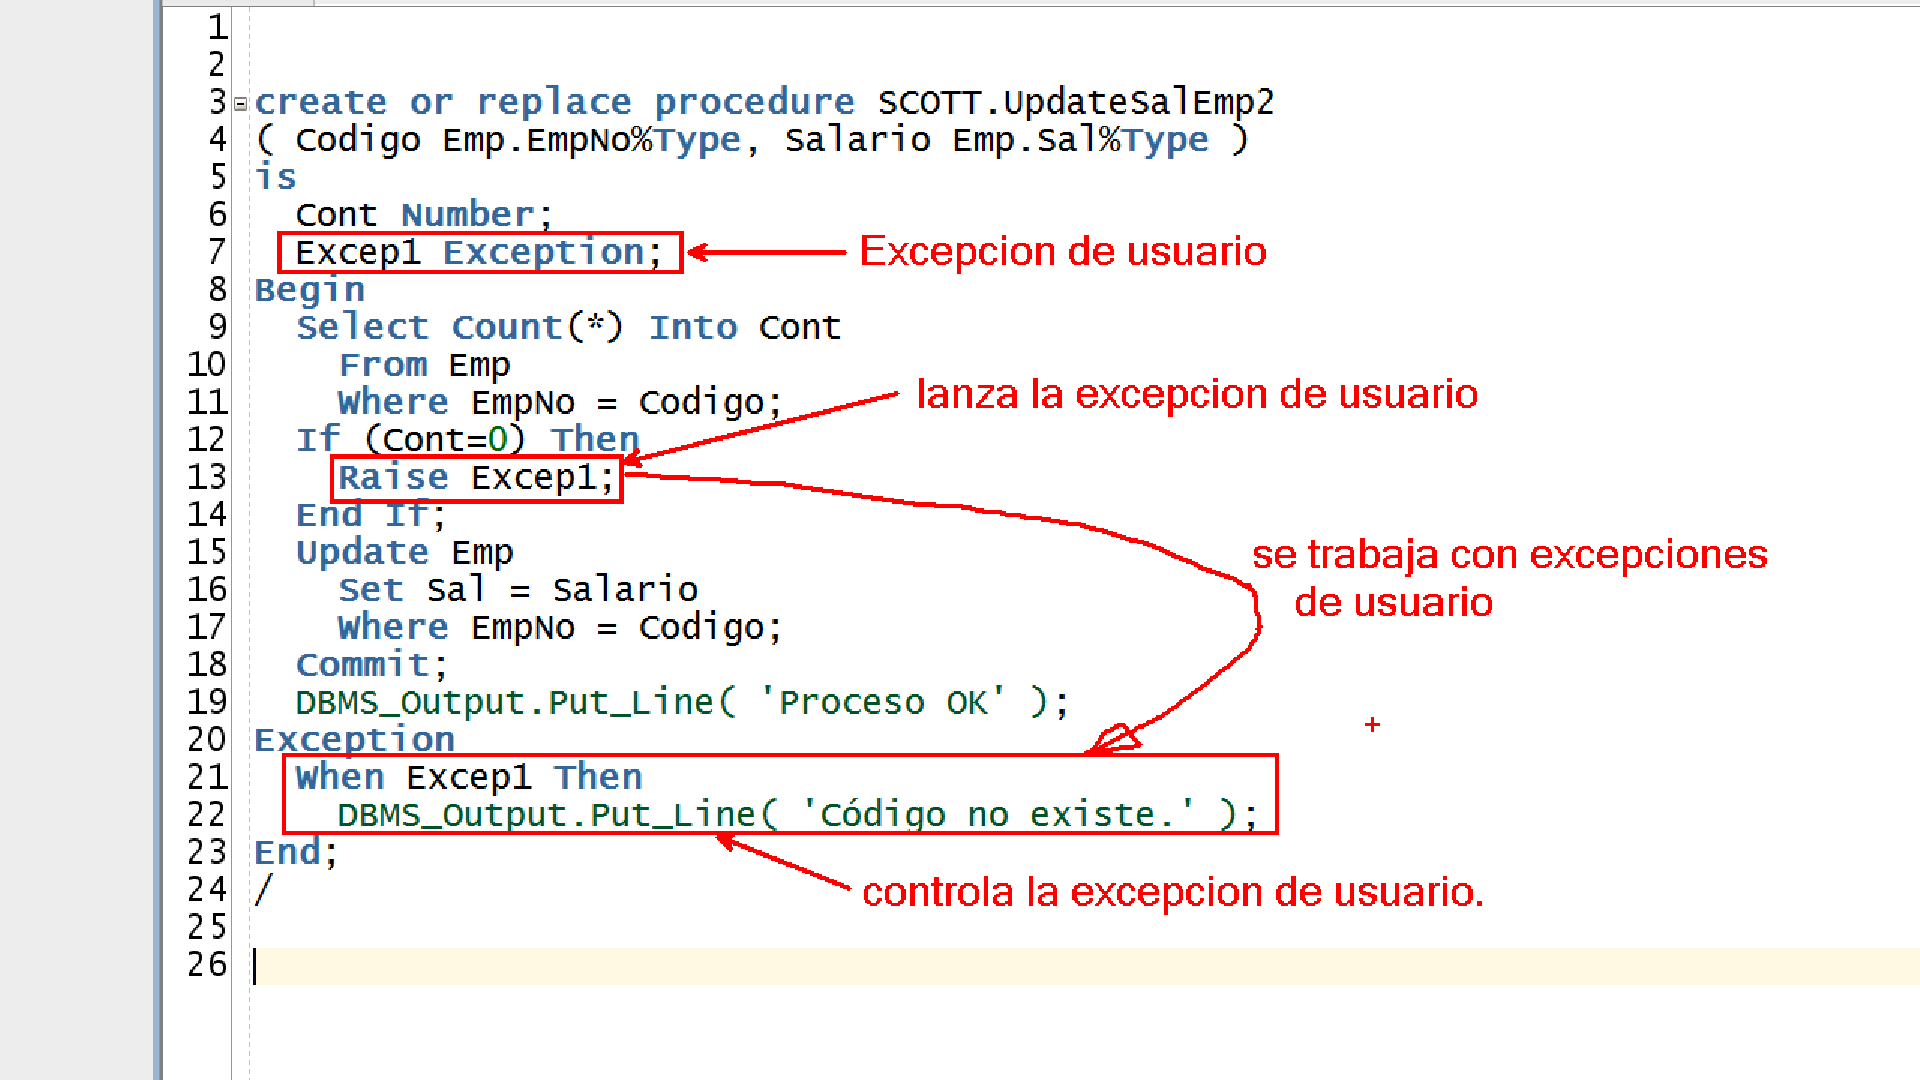 1
2
3 create or replace procedure SCOTT.UpdateSalEmp2
4 ( Codigo Emp.EmpNo%Type, Salario Emp.Sal%Type )
5 is
6 Cont Number;
7 Excep1 Exception; Excepcion de usuario
8 Begin
9 Select Count(*) Into Cont
10 From Emp
11 Where EmpNo = Codigo; lanza la excepcion de usuario
12 If (Cont=0) Then
13 Raise Excep1;
14 End If;
15 Update Emp se trabaja con excepciones
16 Set Sal = Salario de usuario
17 Where EmpNo = Codigo;
18 Commit;
19 DBMS_Output.Put_Line( 'Proceso OK' );
20 Exception
21 When Excep1 Then
22 DBMS_Output.Put_Line( 'Código no existe.' );
23 End;
24 / controla la excepcion de usuario.
25
26